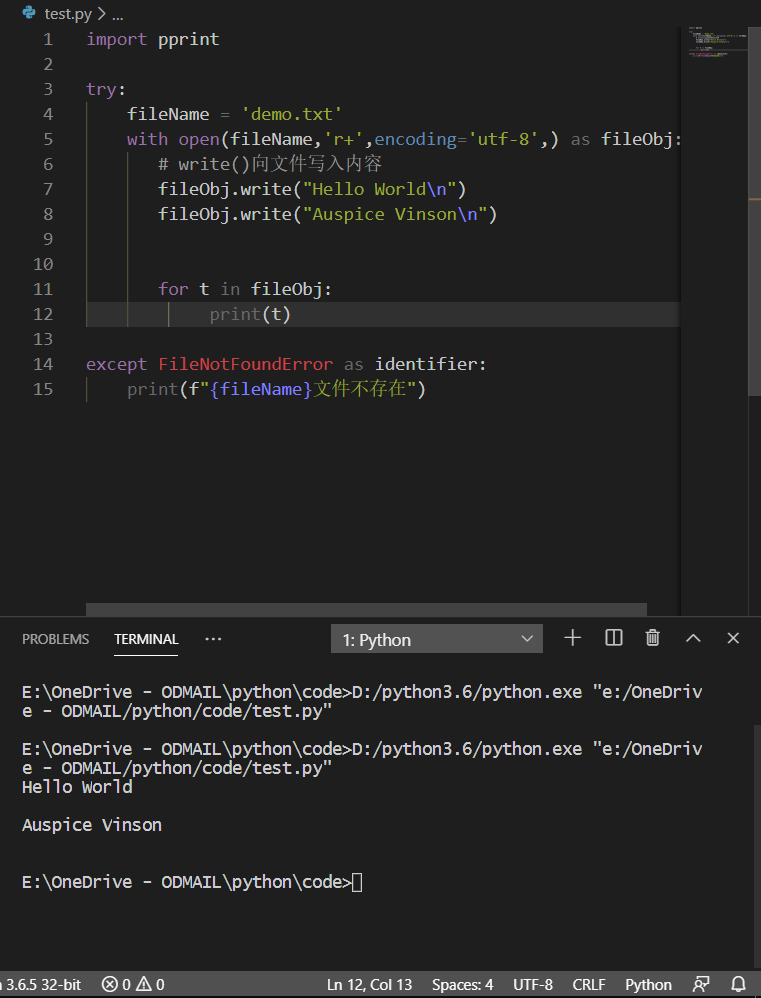 test.py > ...
1 import pprint
2
3 try:
4     fileName = 'demo.txt'
5     with open(fileName,'r+',encoding='utf-8',) as fileObj:
6        # write()向文件写入内容
7        fileObj.write("Hello World\n")
8        fileObj.write("Auspice Vinson\n")
9
10
11        for t in fileObj:
12            print(t)
13
14 except FileNotFoundError as identifier:
15     print(f"{fileName}文件不存在")
PROBLEMS TERMINAL ... 1: Python
E:\OneDrive - ODMAIL\python\code>D:/python3.6/python.exe "e:/OneDriv
e - ODMAIL/python/code/test.py"
E:\OneDrive - ODMAIL\python\code>D:/python3.6/python.exe "e:/OneDriv
e - ODMAIL/python/code/test.py"
Hello World
Auspice Vinson
E:\OneDrive - ODMAIL\python\code>
3.6.5 32-bit 0 0 Ln 12, Col 13 Spaces: 4 UTF-8 CRLF Python